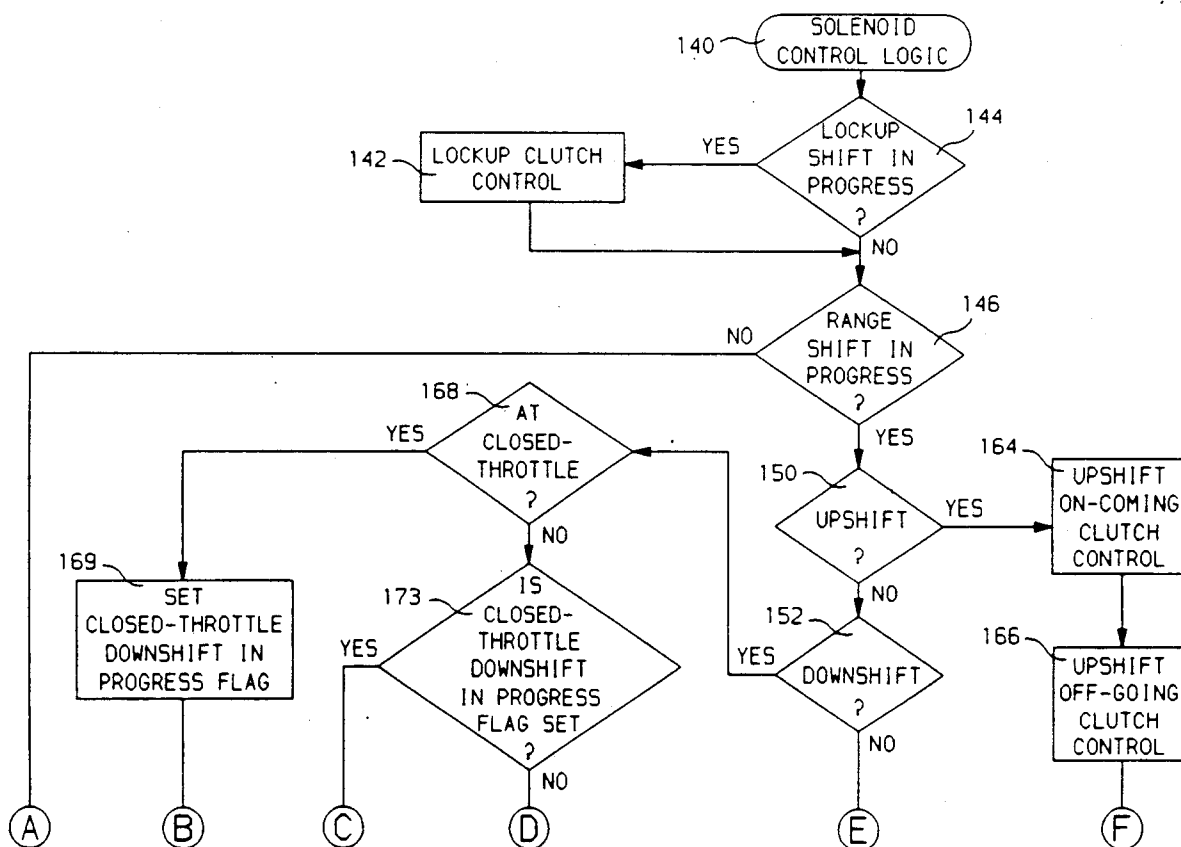 SOLENOID
CONTROL LOGIC
140
LOCKUP
SHIFT IN
PROGRESS
?
144
YES
LOCKUP CLUTCH
CONTROL
142
NO
RANGE
SHIFT IN
PROGRESS
?
146
NO
YES
168
AT
CLOSED-
THROTTLE
?
YES
NO
150
UPSHIFT
?
YES
NO
164
UPSHIFT
ON-COMING
CLUTCH
CONTROL
169
SET
CLOSED-THROTTLE
DOWNSHIFT IN
PROGRESS FLAG
173
IS
CLOSED-
THROTTLE
DOWNSHIFT
IN PROGRESS
FLAG SET
?
YES
NO
152
DOWNSHIFT
?
YES
NO
166
UPSHIFT
OFF-GOING
CLUTCH
CONTROL
A
B
C
D
E
F